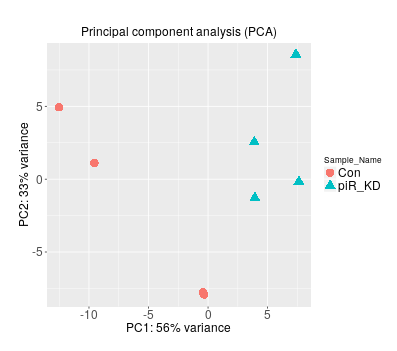 Principal component analysis (PCA)
PC2: 33% variance
5
0
-5
-10
-5
0
5
PC1: 56% variance
Sample_Name
Con
piR_KD